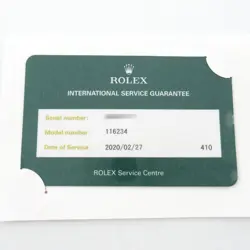 ROLEX
INTERNATIONAL SERVICE GUARANTEE
Serial number:
Model number: 116234
Date of Service: 2020/02/27 410
ROLEX Service Centre